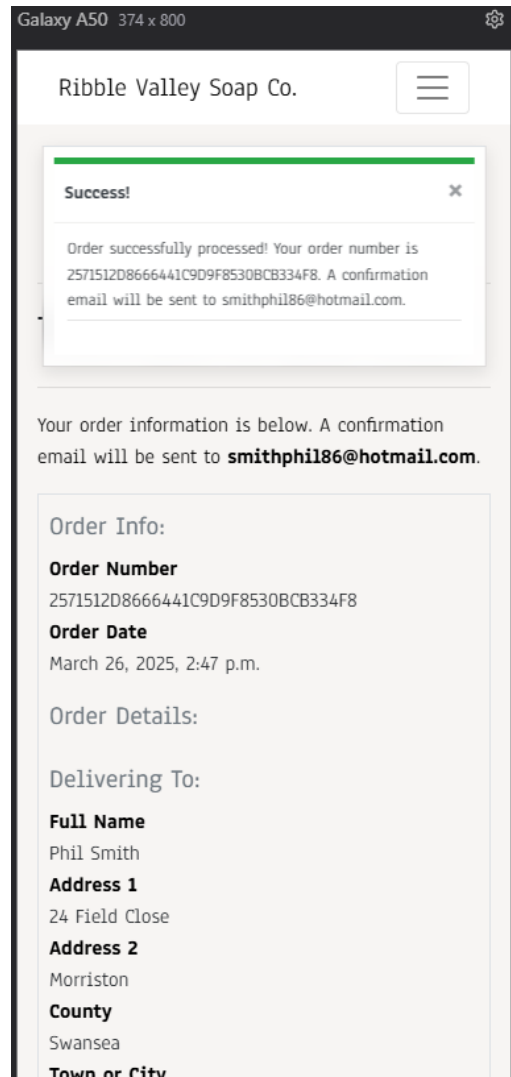 Galaxy A50 374 x 800
Ribble Valley Soap Co.
Success!
×
Order successfully processed! Your order number is
2571512D8666441C9D9F8530BCB334F8. A confirmation
email will be sent to smithphil86@hotmail.com.
Your order information is below. A confirmation
email will be sent to smithphil86@hotmail.com.
Order Info:
Order Number
2571512D8666441C9D9F8530BCB334F8
Order Date
March 26, 2025, 2:47 p.m.
Order Details:
Delivering To:
Full Name
Phil Smith
Address 1
24 Field Close
Address 2
Morriston
County
Swansea
Town or City